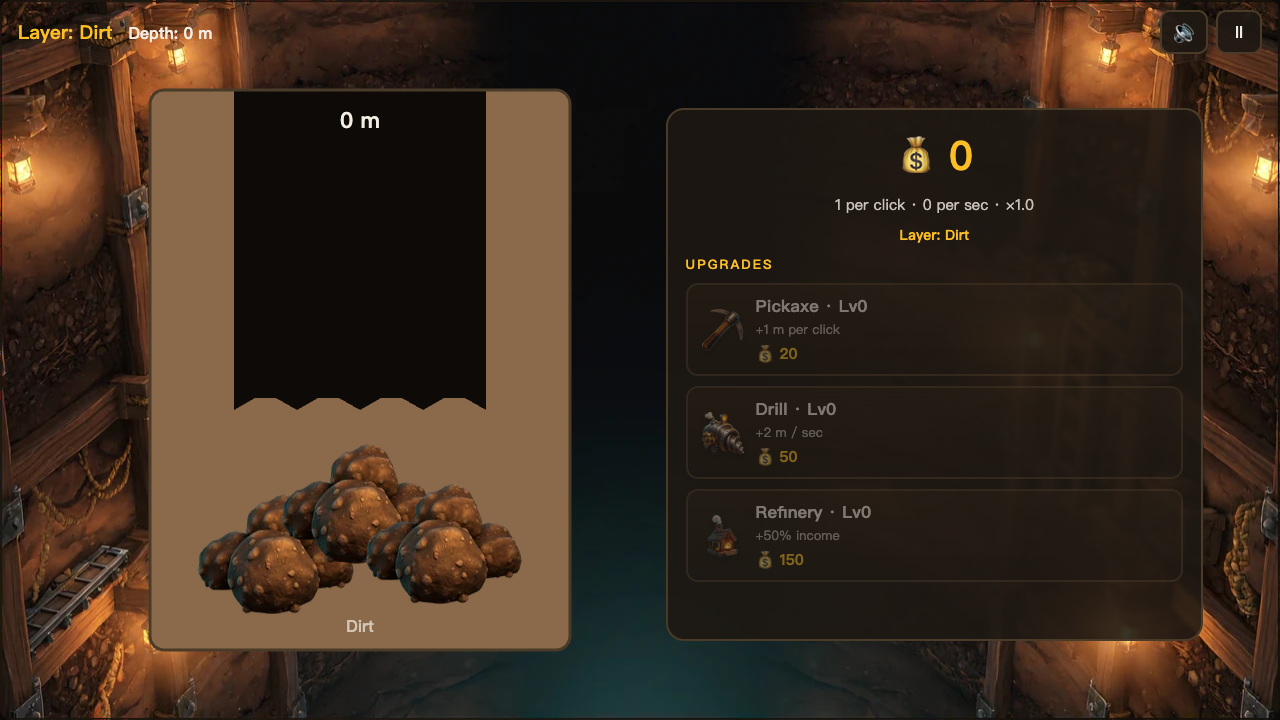 Layer: Dirt Depth: 0 m
0 m
Dirt
$ 0
1 per click · 0 per sec · ×1.0
Layer: Dirt
UPGRADES
Pickaxe · Lv0
+1 m per click
$ 20
Drill · Lv0
+2 m / sec
$ 50
Refinery · Lv0
+50% income
$ 150